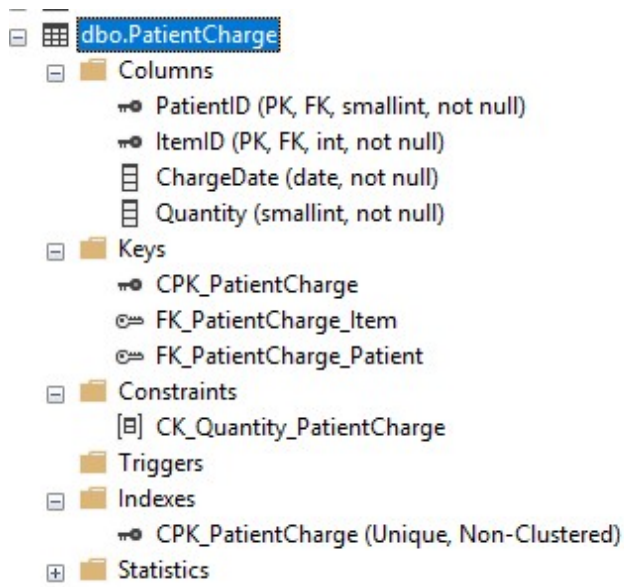 dbo.PatientCharge
Columns
PatientID (PK, FK, smallint, not null)
ItemID (PK, FK, int, not null)
ChargeDate (date, not null)
Quantity (smallint, not null)
Keys
CPK_PatientCharge
FK_PatientCharge_Item
FK_PatientCharge_Patient
Constraints
CK_Quantity_PatientCharge
Triggers
Indexes
CPK_PatientCharge (Unique, Non-Clustered)
Statistics